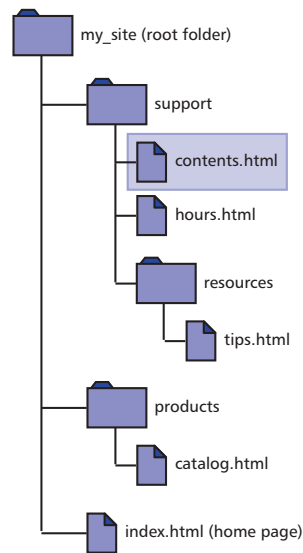 my_site (root folder)
support
contents.html
hours.html
resources
tips.html
products
catalog.html
index.html (home page)